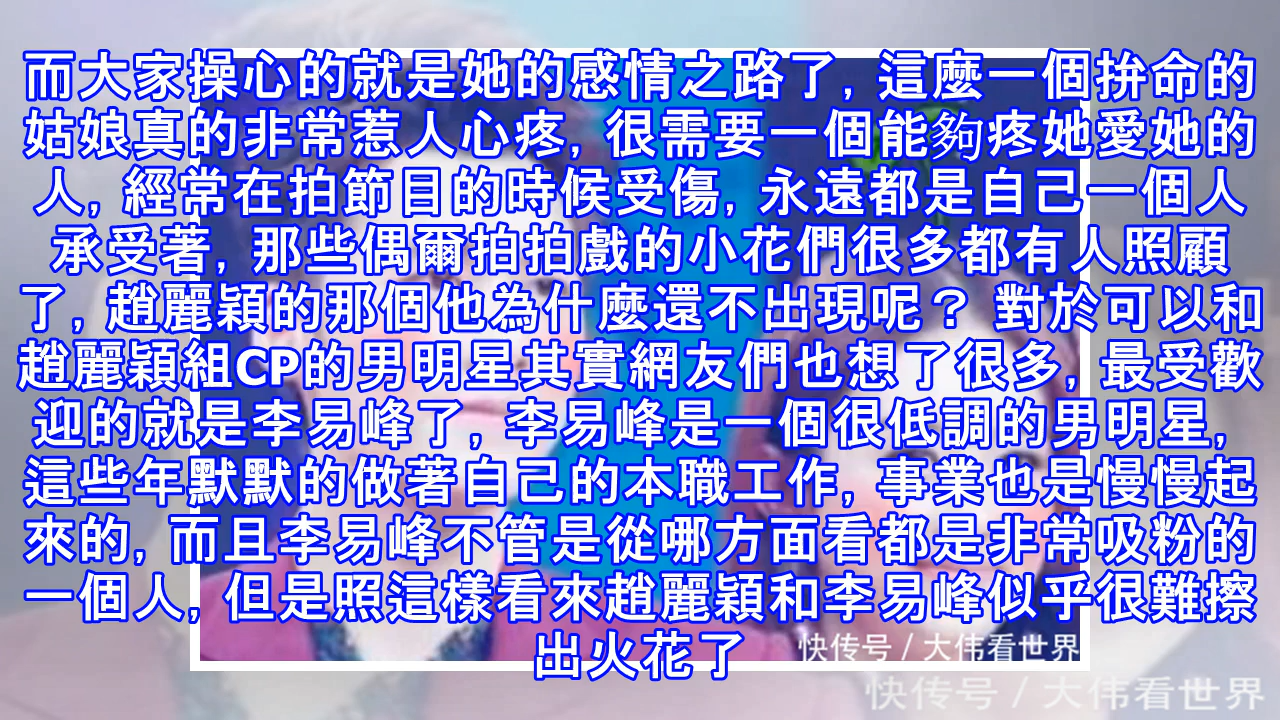 而大家操心的就是她的感情之路了, 這麼一個拚命的
姑娘真的非常惹人心疼, 很需要一個能夠疼她愛她的
人, 經常在拍節目的時候受傷, 永遠都是自己一個人
承受著, 那些偶爾拍拍戲的小花們很多都有人照顧
了, 趙麗穎的那個他為什麼還不出現呢？ 對於可以和
趙麗穎組CP的男明星其實網友們也想了很多, 最受歡
迎的就是李易峰了, 李易峰是一個很低調的男明星,
這些年默默的做著自己的本職工作, 事業也是慢慢起
來的, 而且李易峰不管是從哪方面看都是非常吸粉的
一個人, 但是照這樣看來趙麗穎和李易峰似乎很難擦
出火花了
快传号 / 大伟看世界
快传号 / 大伟看世界